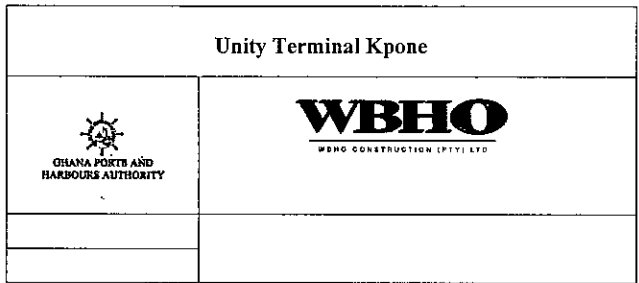 Unity Terminal Kpone
WBHO
WBHO CONSTRUCTION (PTY) LTD
GHANA PORTS AND
HARBOURS AUTHORITY